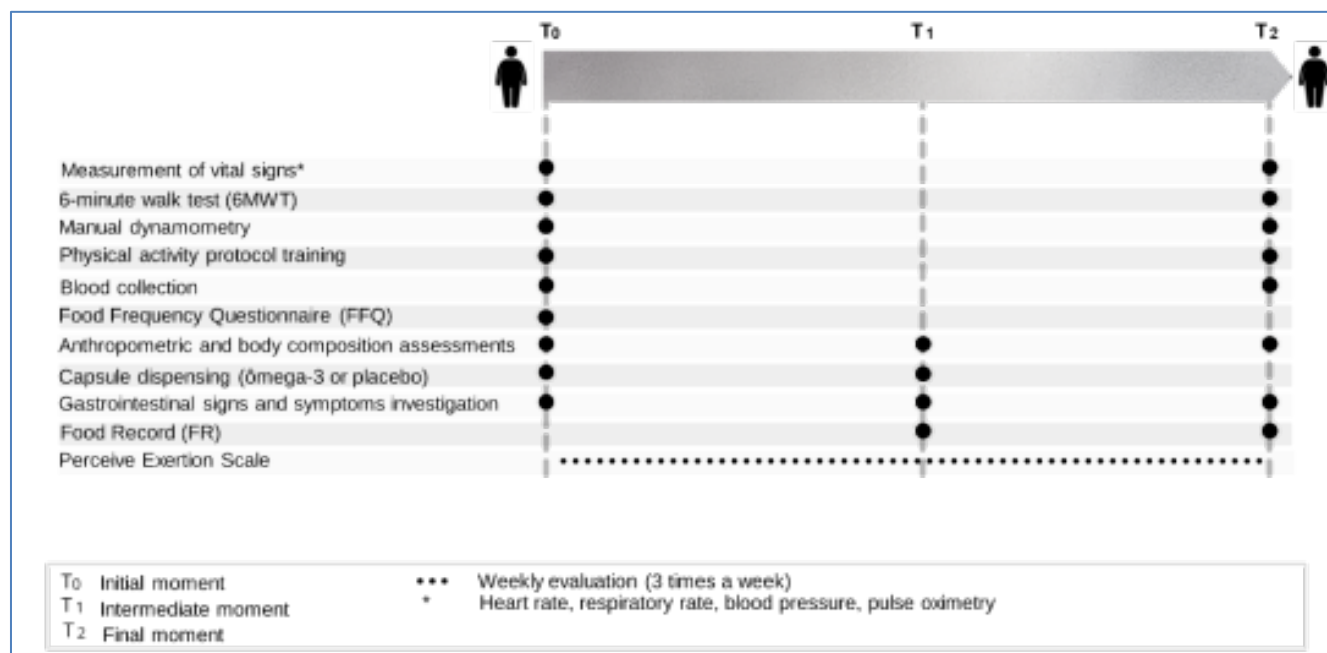 T0 T1 T2
Measurement of vital signs*
6-minute walk test (6MWT)
Manual dynamometry
Physical activity protocol training
Blood collection
Food Frequency Questionnaire (FFQ)
Anthropometric and body composition assessments
Capsule dispensing (ômega-3 or placebo)
Gastrointestinal signs and symptoms investigation
Food Record (FR)
Perceive Exertion Scale
T0 Initial moment
T1 Intermediate moment
T2 Final moment
••• Weekly evaluation (3 times a week)
* Heart rate, respiratory rate, blood pressure, pulse oximetry